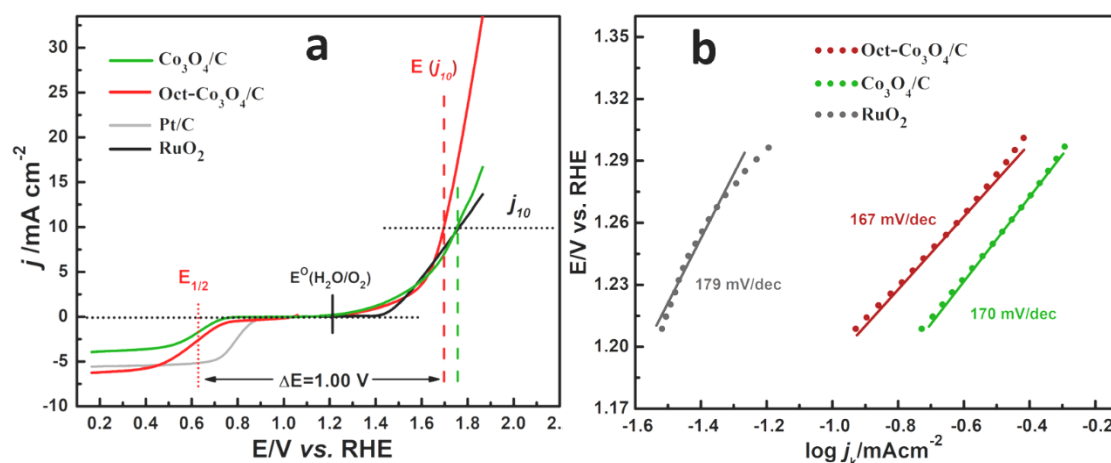 a
30
25
20
15
10
5
0
-5
-10
j /mA cm⁻²
Co₃O₄/C
Oct-Co₃O₄/C
Pt/C
RuO₂
E (j₁₀)
j₁₀
E₁/₂
E⁰(H₂O/O₂)
ΔE=1.00 V
0.2 0.4 0.6 0.8 1.0 1.2 1.4 1.6 1.8 2.0 2.
E/V vs. RHE
b
1.35
1.32
1.29
1.26
1.23
1.20
1.17
E/V vs. RHE
Oct-Co₃O₄/C
Co₃O₄/C
RuO₂
167 mV/dec
179 mV/dec
170 mV/dec
-1.6 -1.4 -1.2 -1.0 -0.8 -0.6 -0.4 -0.2
log jₖ/mAcm⁻²